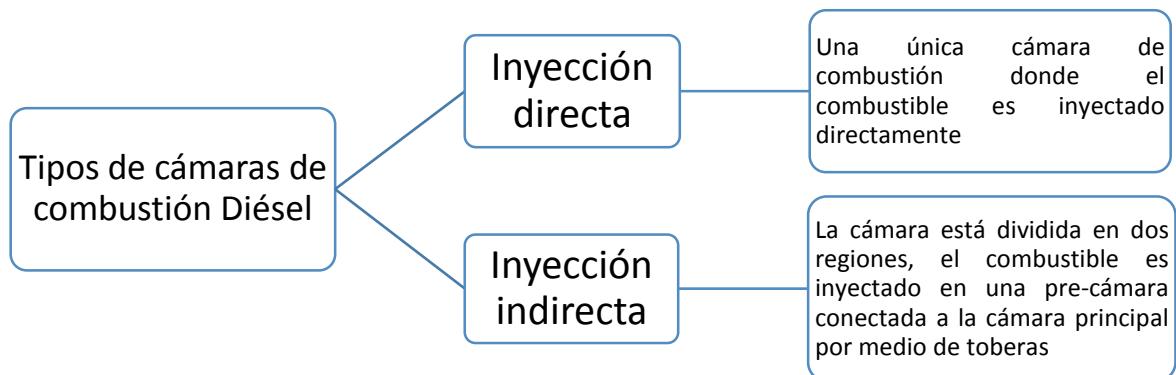 Tipos de cámaras de
combustión Diésel
Inyección
directa
Una única cámara de
combustión donde el
combustible es inyectado
directamente
Inyección
indirecta
La cámara está dividida en dos
regiones, el combustible es
inyectado en una pre-cámara
conectada a la cámara principal
por medio de toberas